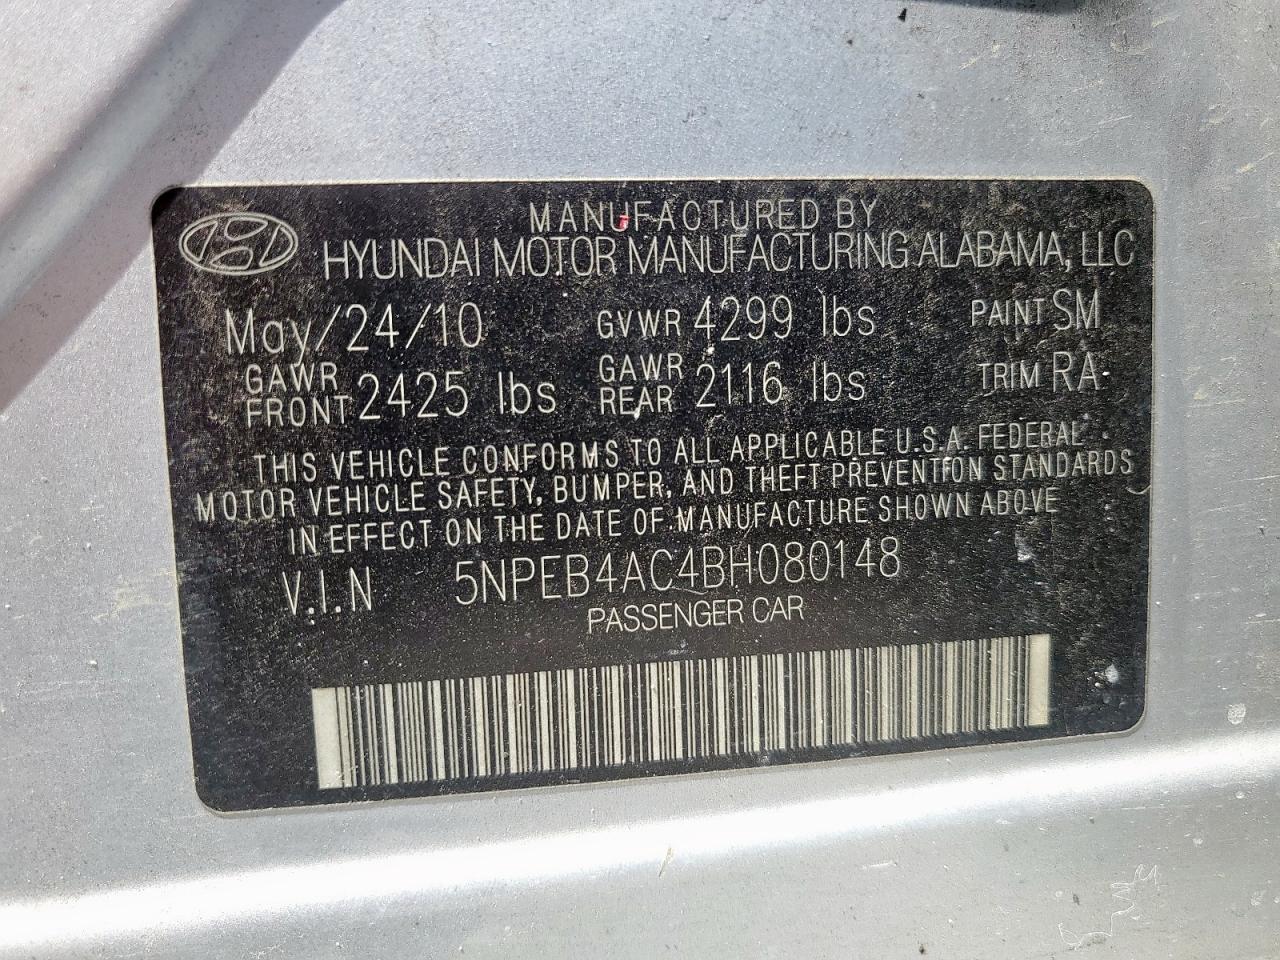 MANUFACTURED BY
HYUNDAI MOTOR MANUFACTURING ALABAMA, LLC
May/24/10 GVWR 4299 lbs PAINT SM
GAWR FRONT 2425 lbs GAWR REAR 2116 lbs TRIM RA
THIS VEHICLE CONFORMS TO ALL APPLICABLE U.S.A. FEDERAL
MOTOR VEHICLE SAFETY, BUMPER, AND THEFT PREVENTION STANDARDS
IN EFFECT ON THE DATE OF MANUFACTURE SHOWN ABOVE
V.I.N 5NPEB4AC4BH080148
PASSENGER CAR